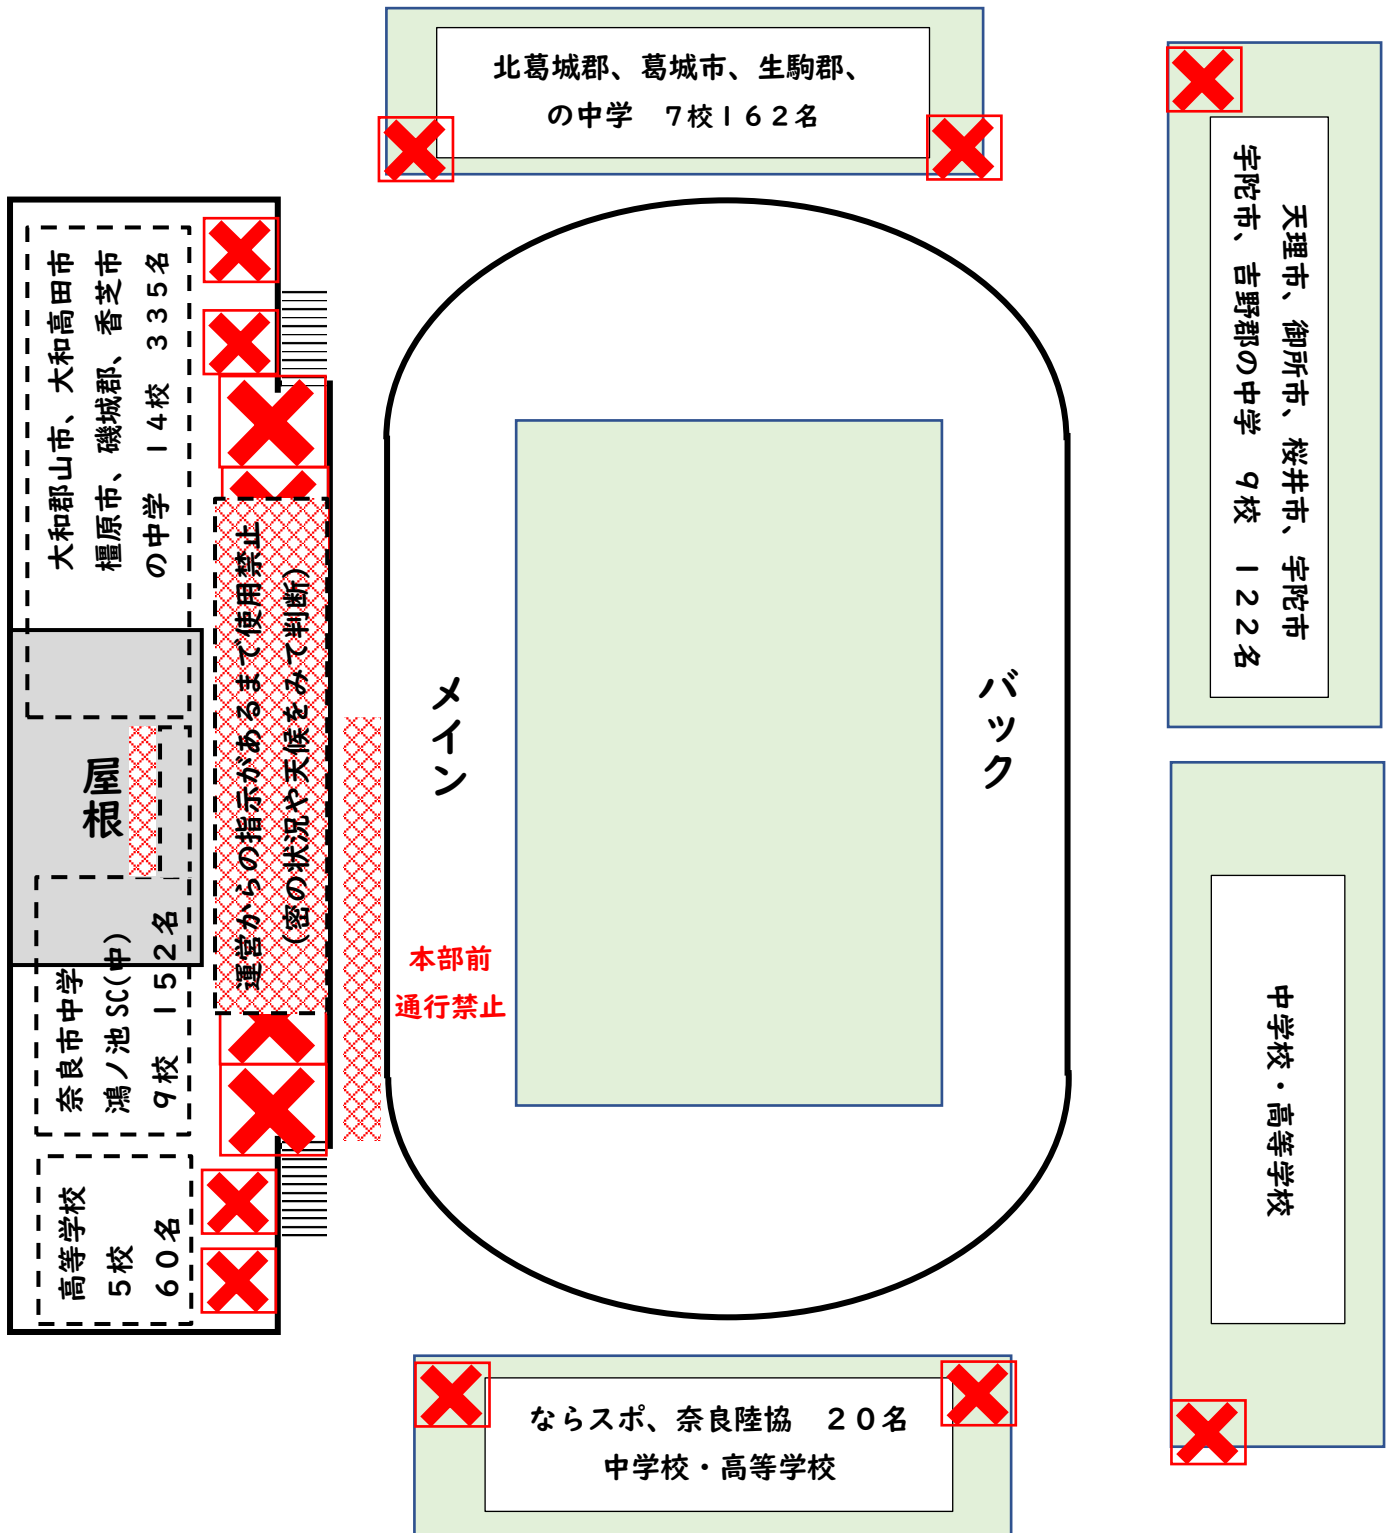 北葛城郡、葛城市、生駒郡、
の中学　7校162名
天理市、御所市、桜井市、宇陀市
宇陀市、吉野郡の中学　9校　122名
大和郡山市、大和高田市
橿原市、磯城郡、香芝市
の中学　14校　335名
運営からの指示があるまで使用禁止
(密の状況や天候をみて判断)
屋根
メイン
バック
本部前
通行禁止
奈良市中学
鴻ノ池SC(中)
9校　152名
高等学校
5校
60名
中学校・高等学校
ならスポ、奈良陸協　20名
中学校・高等学校